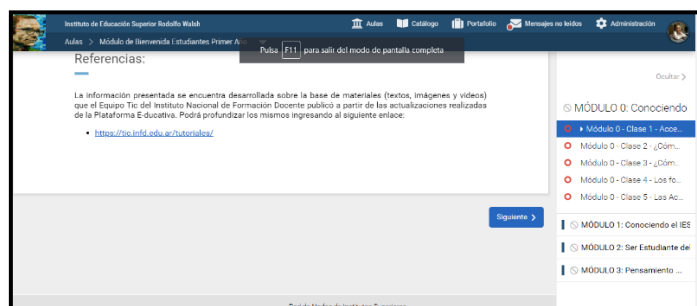 Instituto de Educación Superior Rodolfo Walsh
Aulas
Catálogo
Portafolio
Mensajes no leídos
Administración
Aulas > Módulo de Bienvenida Estudiantes Primer Añ
Pulsa F11 para salir del modo de pantalla completa
Referencias:
La información presentada se encuentra desarrollada sobre la base de materiales (textos, imágenes y videos)
que el Equipo Tic del Instituto Nacional de Formación Docente publicó a partir de las actualizaciones realizadas
de la Plataforma E-ducativa. Podrá profundizar los mismos ingresando al siguiente enlace:
https://tic.infd.edu.ar/tutoriales/
Siguiente >
Ocultar >
MÓDULO 0: Conociendo
Módulo 0 - Clase 1 - Acce...
Módulo 0 - Clase 2 - ¿Cóm...
Módulo 0 - Clase 3 - ¿Cóm...
Módulo 0 - Clase 4 - Los fo...
Módulo 0 - Clase 5 - Las Ac...
MÓDULO 1: Conociendo el IES
MÓDULO 2: Ser Estudiante del
MÓDULO 3: Pensamiento ...